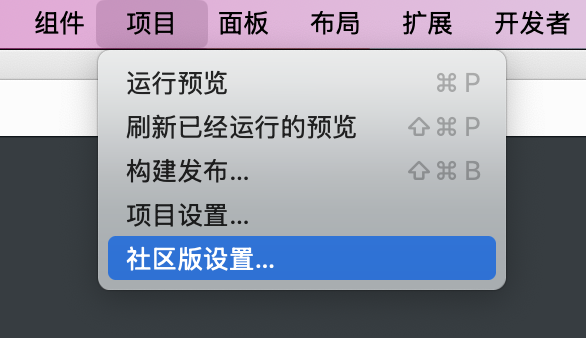 组件 项目 面板 布局 扩展 开发者
运行预览 ⌘ P
刷新已经运行的预览 ⇧ ⌘ P
构建发布... ⇧ ⌘ B
项目设置...
社区版设置...